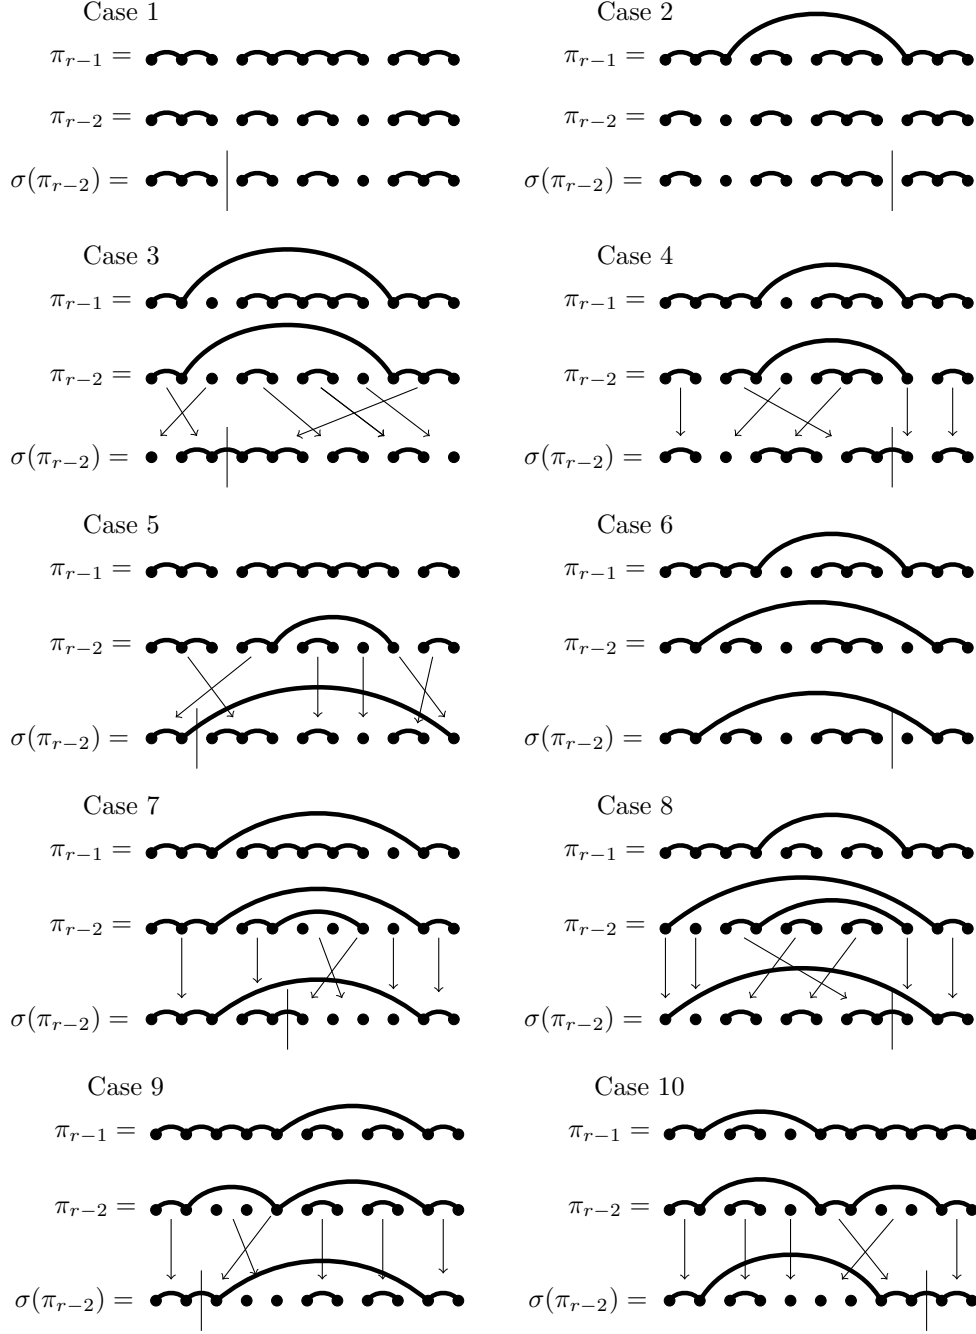 Case 1
π_{r−1} =
π_{r−2} =
σ(π_{r−2}) =
Case 2
π_{r−1} =
π_{r−2} =
σ(π_{r−2}) =
Case 3
π_{r−1} =
π_{r−2} =
σ(π_{r−2}) =
Case 4
π_{r−1} =
π_{r−2} =
σ(π_{r−2}) =
Case 5
π_{r−1} =
π_{r−2} =
σ(π_{r−2}) =
Case 6
π_{r−1} =
π_{r−2} =
σ(π_{r−2}) =
Case 7
π_{r−1} =
π_{r−2} =
σ(π_{r−2}) =
Case 8
π_{r−1} =
π_{r−2} =
σ(π_{r−2}) =
Case 9
π_{r−1} =
π_{r−2} =
σ(π_{r−2}) =
Case 10
π_{r−1} =
π_{r−2} =
σ(π_{r−2}) =